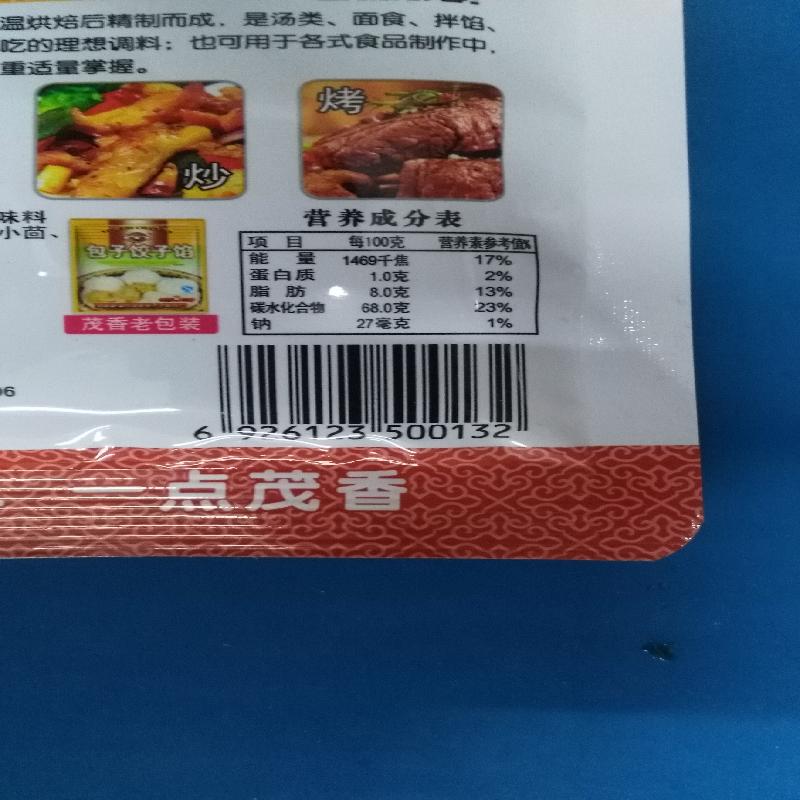 温烘焙后精制而成．是汤类、面食、拌馅、
吃的理想调料；也可用于各式食品制作中．
重适量掌握。
炒
烤
味料
小茴、
包子饺子馅
茂香老包装
营养成分表
项 目 每100克 营养素参考值%
能 量 1469千焦 17%
蛋白质 1.0克 2%
脂 肪 8.0克 13%
碳水化合物 68.0克 23%
钠 27毫克 1%
06
6 926123 500132
一点茂香